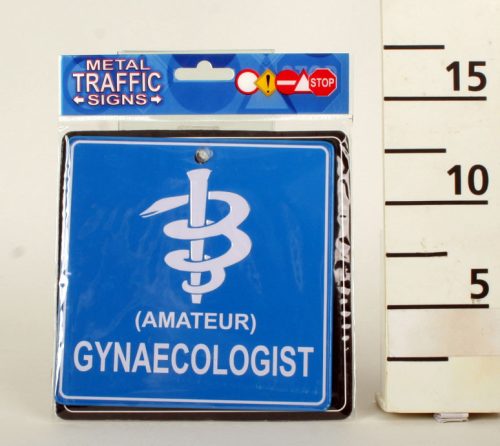 METAL
TRAFFIC
SIGNS
STOP
(AMATEUR)
GYNAECOLOGIST
15
10
5